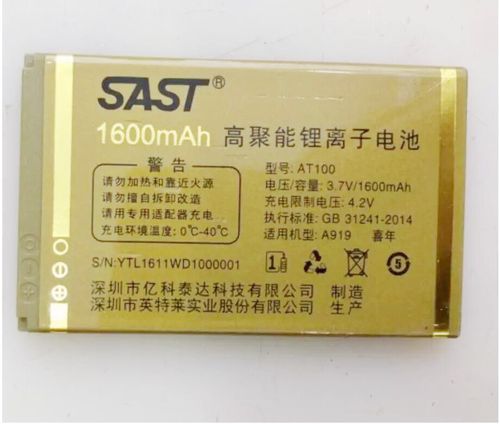 SAST®
1600mAh 高聚能锂离子电池
警告
请勿加热和靠近火源
请勿擅自拆卸改造
请用专用适配器充电
充电环境温度：0℃-40℃
S/N:YTL1611WD1000001
型号：AT100
电压/容量：3.7V/1600mAh
充电限制电压：4.2V
执行标准：GB 31241-2014
适用机型：A919 喜年
1
5
深圳市亿科泰达科技有限公司 制造
深圳市英特莱实业股份有限公司 商标